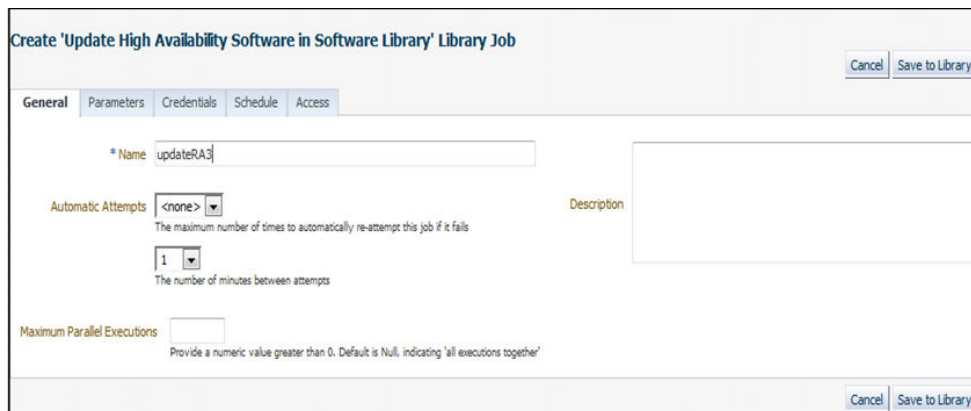 Create 'Update High Availability Software in Software Library' Library Job
Cancel Save to Library
General Parameters Credentials Schedule Access
* Name updateRA3
Automatic Attempts <none>
The maximum number of times to automatically re-attempt this job if it fails
1
The number of minutes between attempts
Description
Maximum Parallel Executions
Provide a numeric value greater than 0. Default is Null, indicating 'all executions together'
Cancel Save to Library